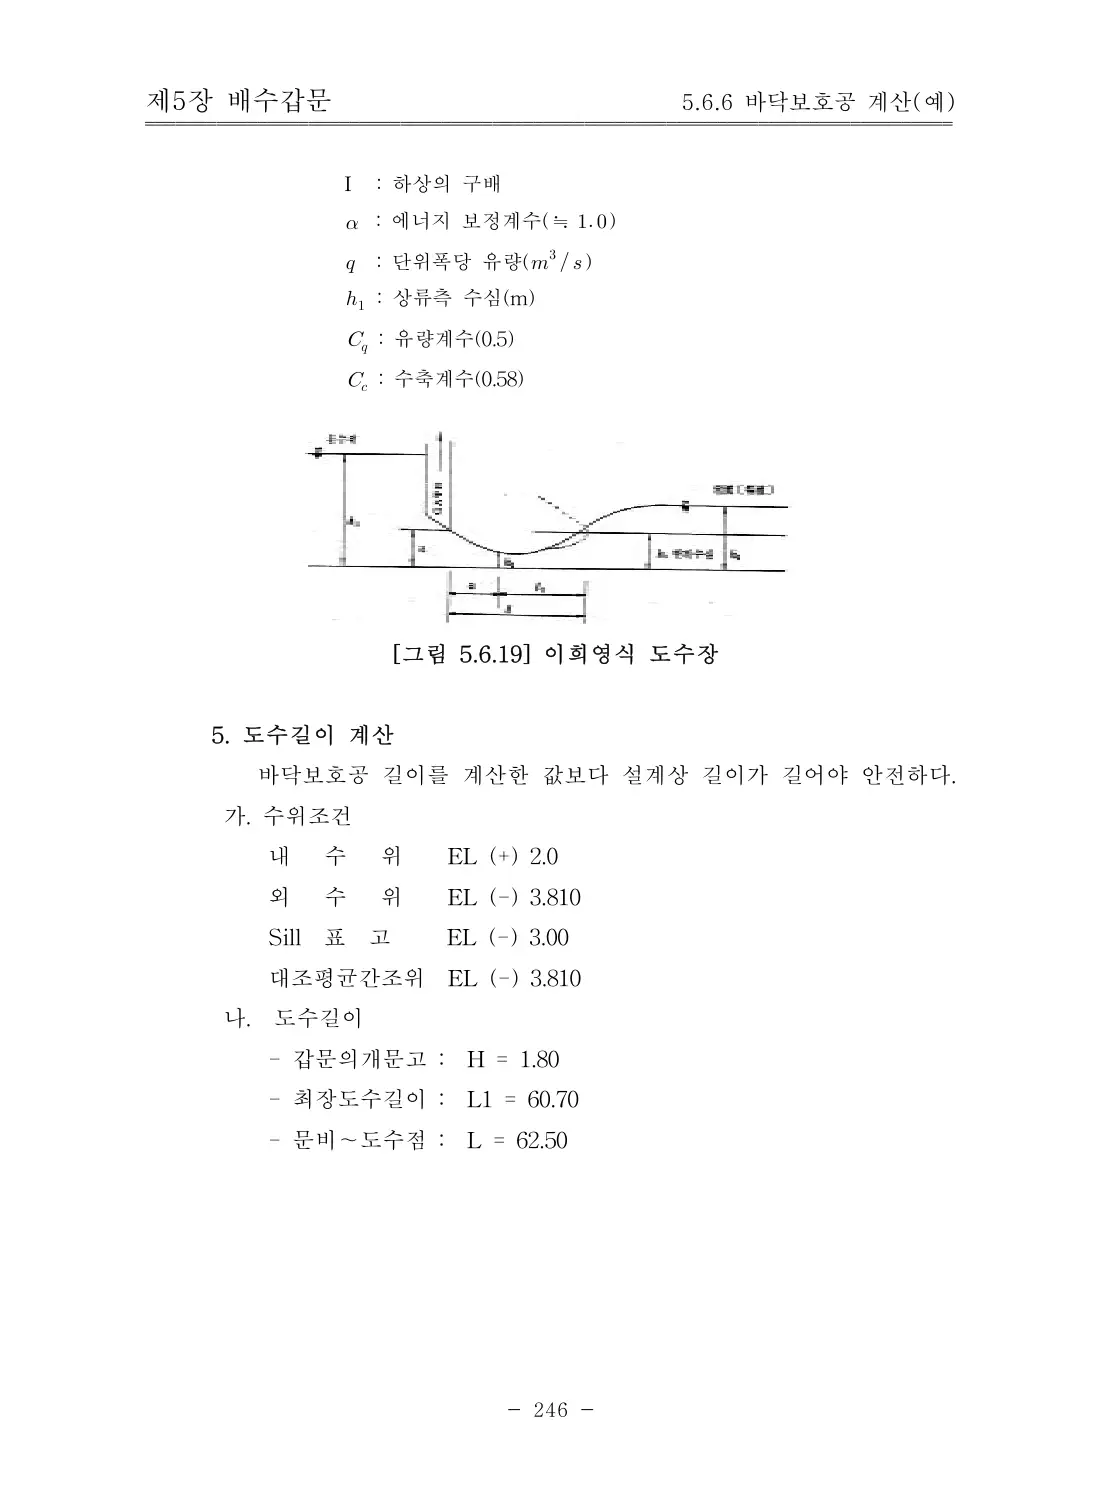 제5장 배수갑문
5.6.6 바닥보호공 계산(예)
I : 하상의 구배
α : 에너지 보정계수(≒ 1.0)
q : 단위폭당 유량(m³/s)
h₁ : 상류측 수심(m)
C_q : 유량계수(0.5)
C_c : 수축계수(0.58)
[그림 5.6.19] 이희영식 도수장
5. 도수길이 계산
바닥보호공 길이를 계산한 값보다 설계상 길이가 길어야 안전하다.
가. 수위조건
내 수 위 EL (+) 2.0
외 수 위 EL (-) 3.810
Sill 표 고 EL (-) 3.00
대조평균간조위 EL (-) 3.810
나. 도수길이
- 갑문의개문고 : H = 1.80
- 최장도수길이 : L1 = 60.70
- 문비～도수점 : L = 62.50
- 246 -